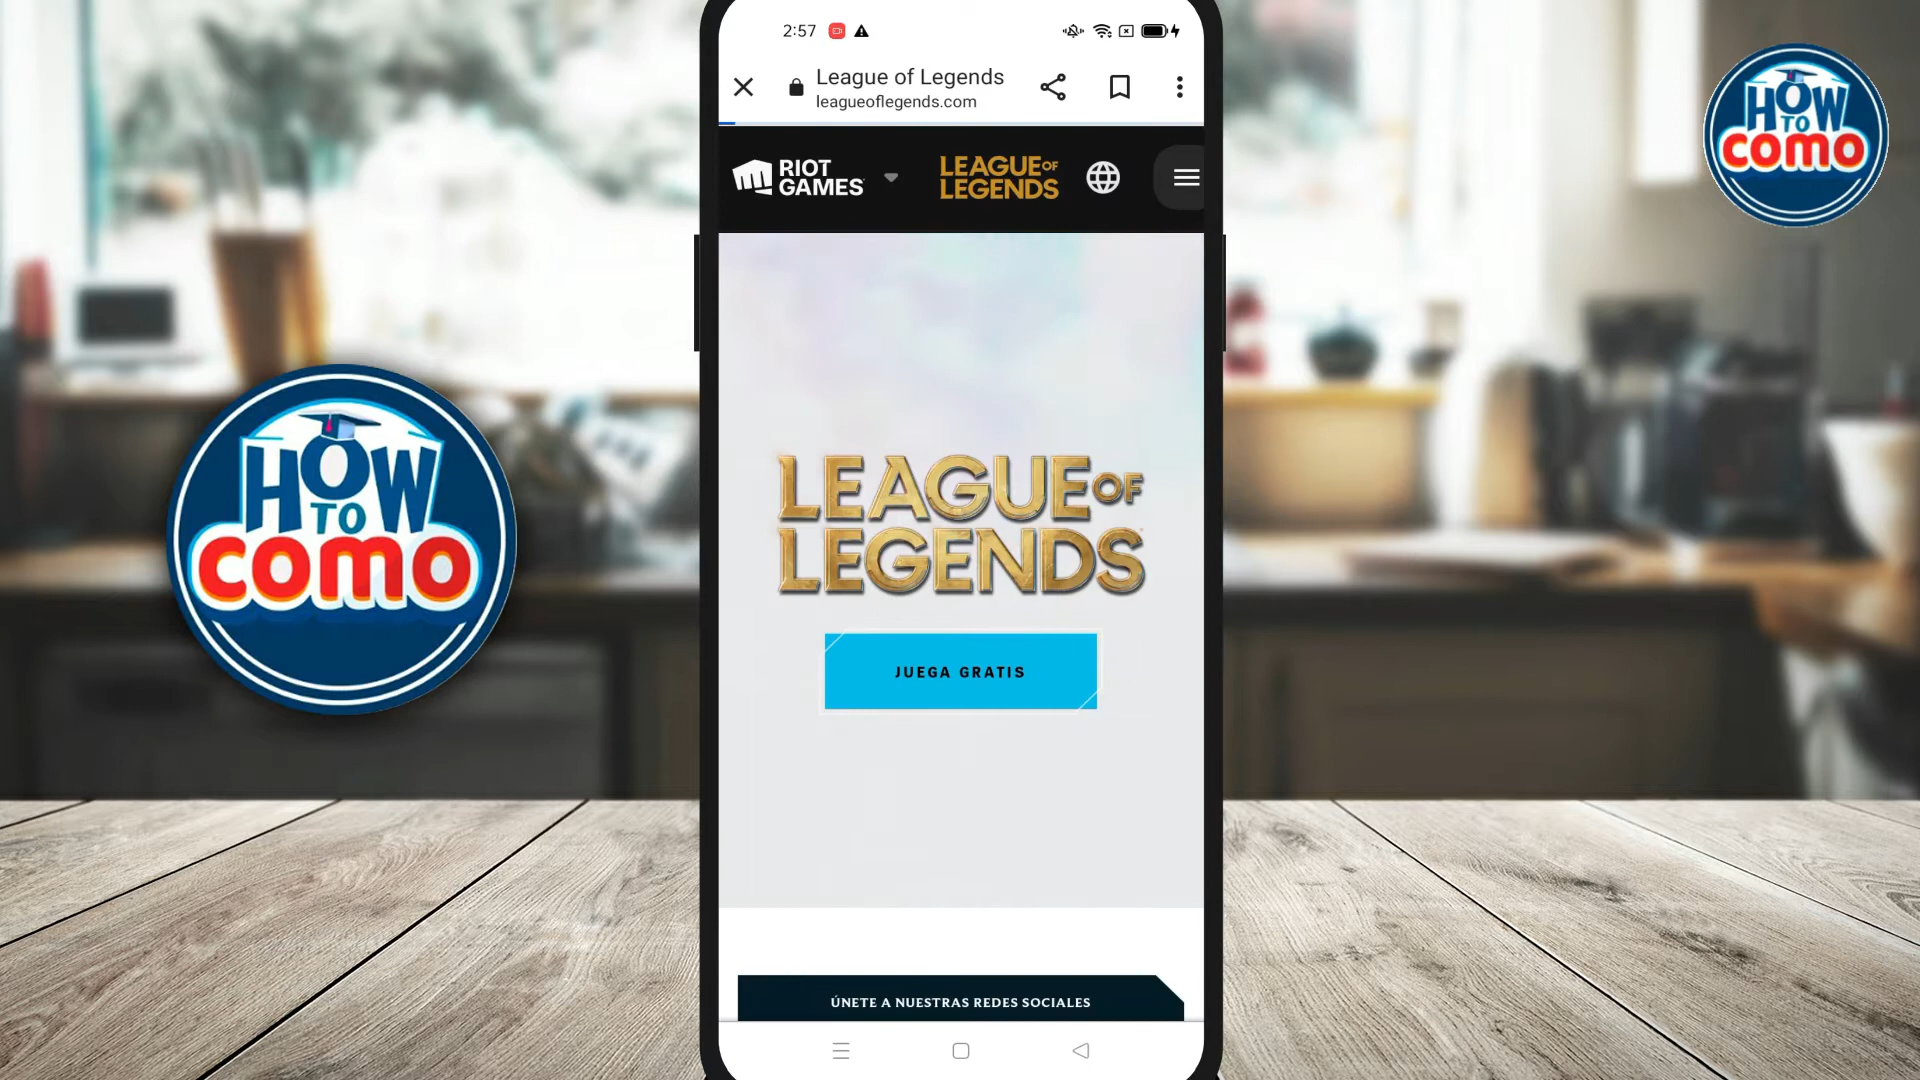 2:57
League of Legends
leagueoflegends.com
RIOT
GAMES
LEAGUE OF
LEGENDS
LEAGUE OF
LEGENDS
JUEGA GRATIS
ÚNETE A NUESTRAS REDES SOCIALES
HOW
TO
COMO
HOW
TO
COMO